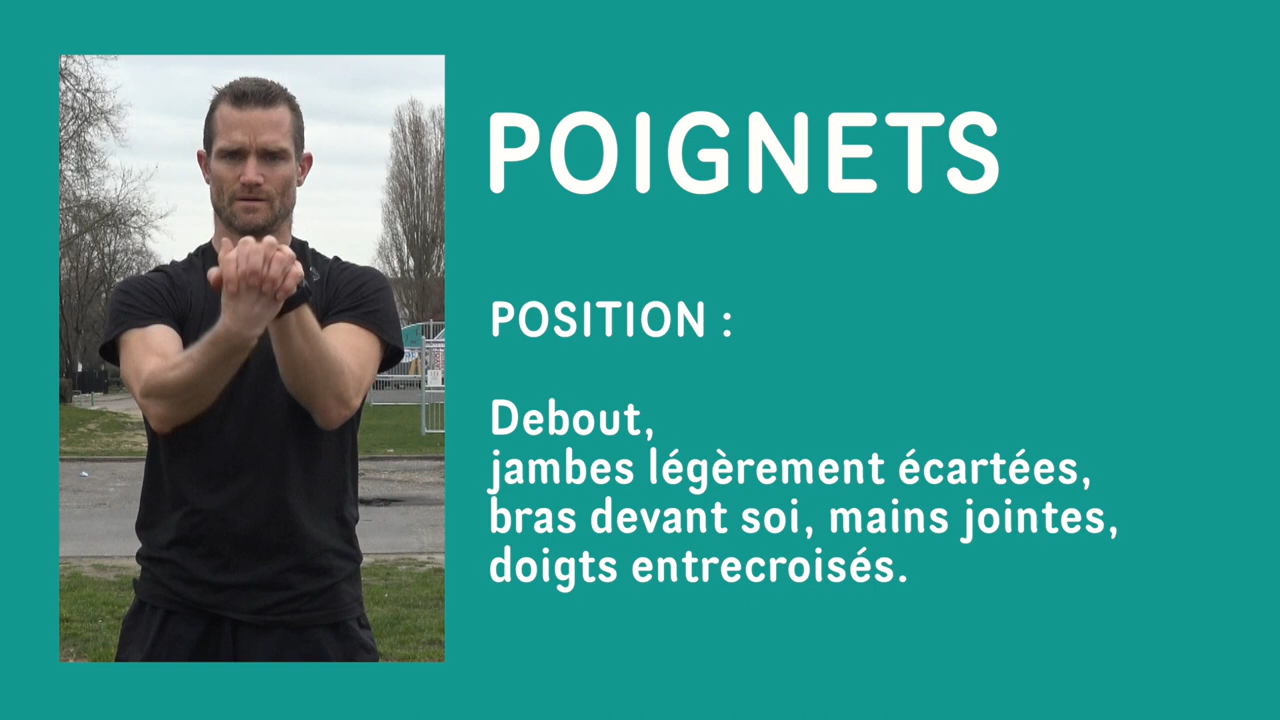 POIGNETS
POSITION :
Debout,
jambes légèrement écartées,
bras devant soi, mains jointes,
doigts entrecroisés.